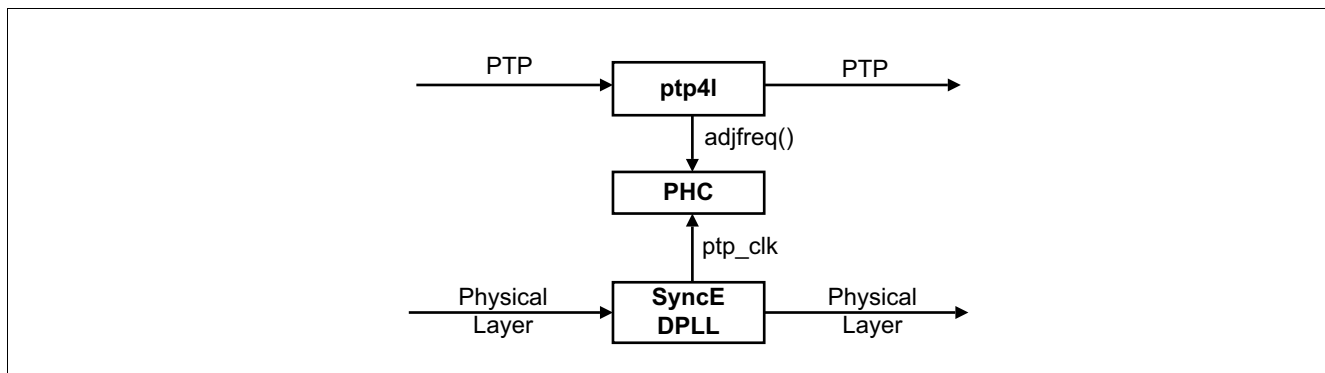 PTP
ptp4l
PTP
adjfreq()
PHC
ptp_clk
Physical
Layer
SyncE
DPLL
Physical
Layer